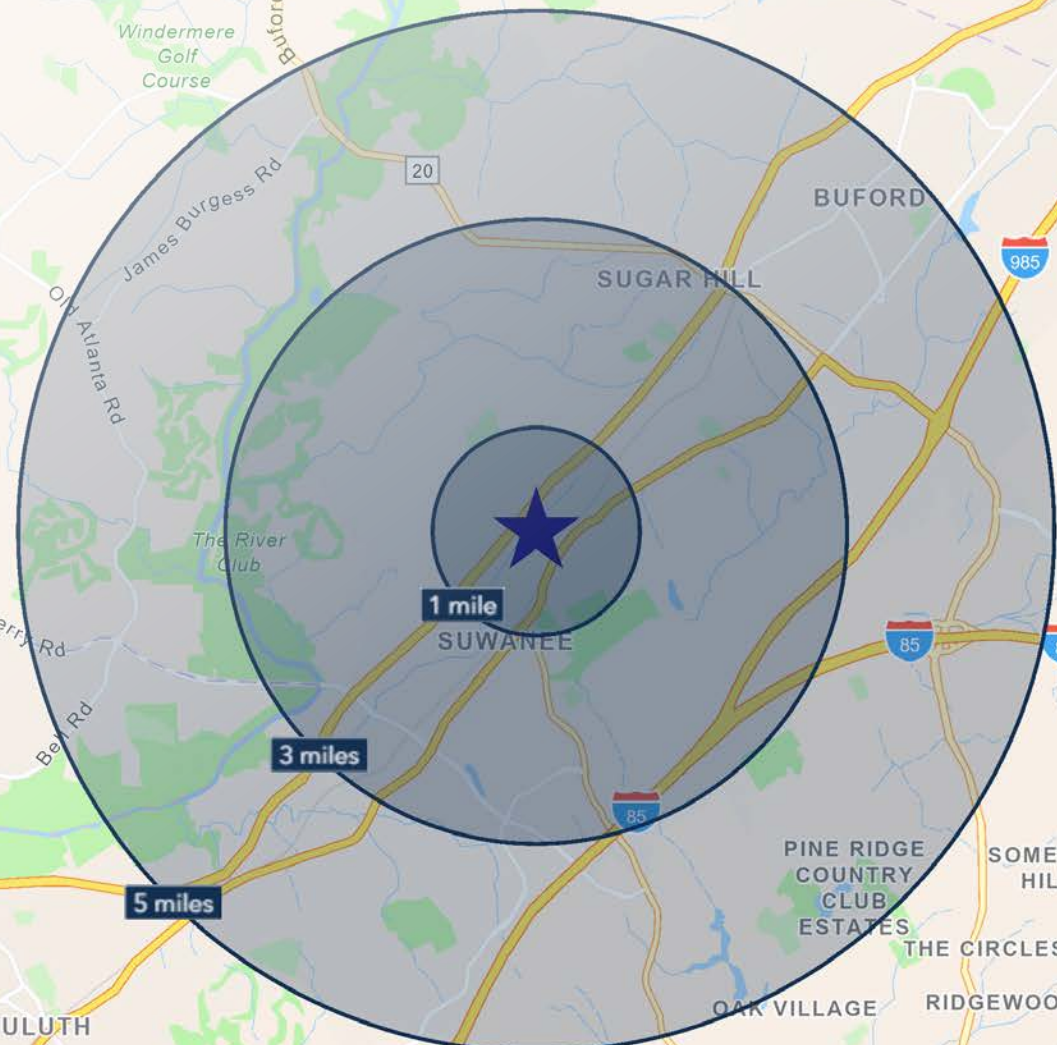 Windermere
Golf
Course
20
James Burgess Rd
BUFORD
985
SUGAR HILL
Old Atlanta Rd
The River
Club
1 mile
SUWANEE
85
Bell Rd
3 miles
85
PINE RIDGE
COUNTRY
CLUB
ESTATES
5 miles
THE CIRCLES
OAK VILLAGE